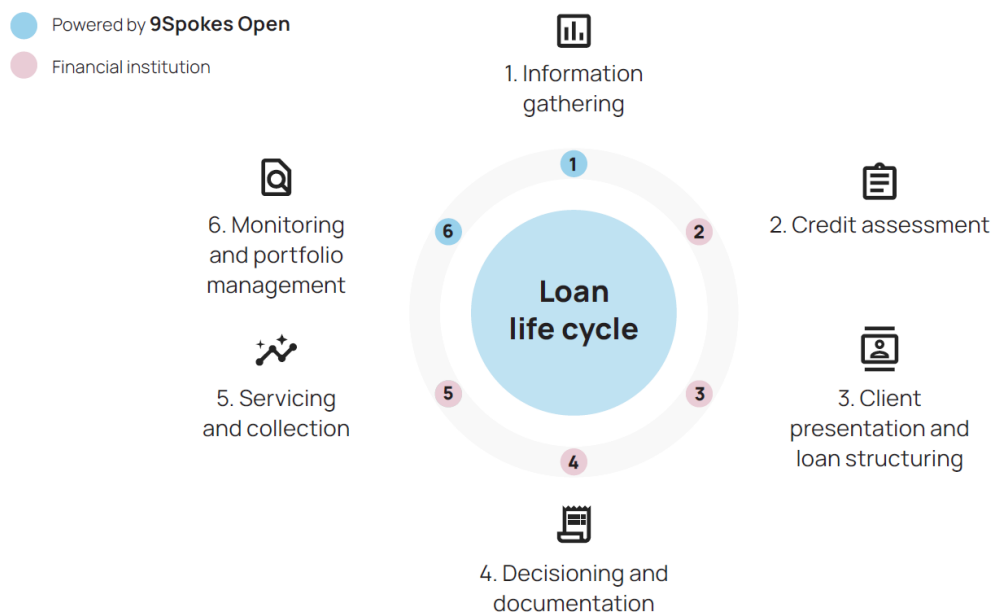 Powered by 9Spokes Open
Financial institution
1. Information
gathering
1
2
3
4
5
6
Loan
life cycle
2. Credit assessment
3. Client
presentation and
loan structuring
4. Decisioning and
documentation
5. Servicing
and collection
6. Monitoring
and portfolio
management